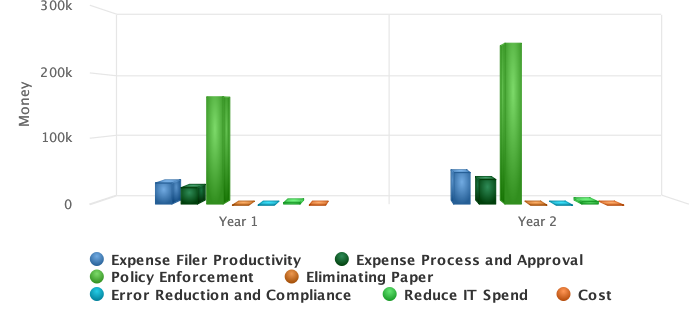 300k
200k
100k
0
Money
Year 1
Year 2
Expense Filer Productivity
Expense Process and Approval
Policy Enforcement
Eliminating Paper
Error Reduction and Compliance
Reduce IT Spend
Cost